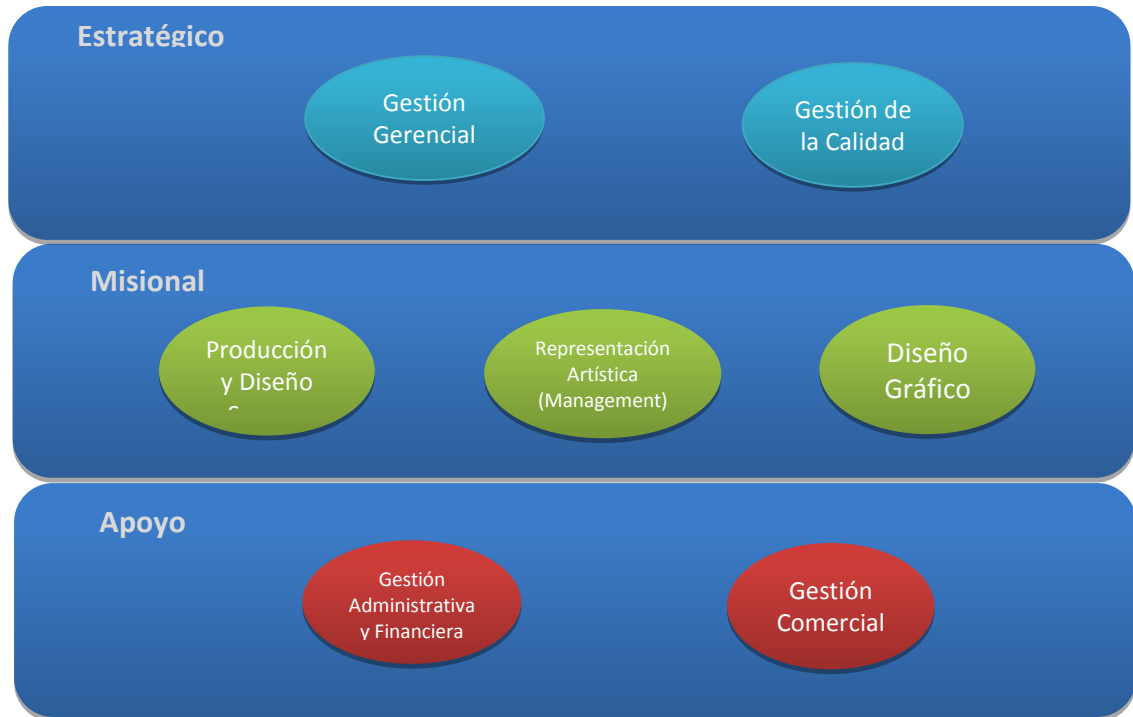 Estratégico
Gestión
Gerencial
Gestión de
la Calidad
Misional
Producción
y Diseño
Representación
Artística
(Management)
Diseño
Gráfico
Apoyo
Gestión
Administrativa
y Financiera
Gestión
Comercial